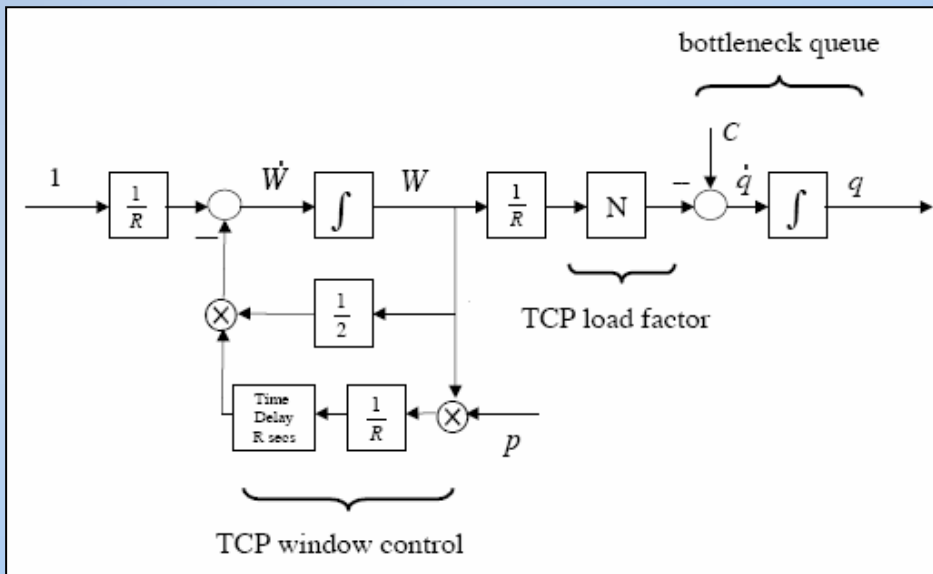 bottleneck queue
C
1
1/R
Ẇ
∫
W
1/R
N
−
q̇
∫
q
−
TCP load factor
×
1/2
Time
Delay
R secs
1/R
×
p
TCP window control